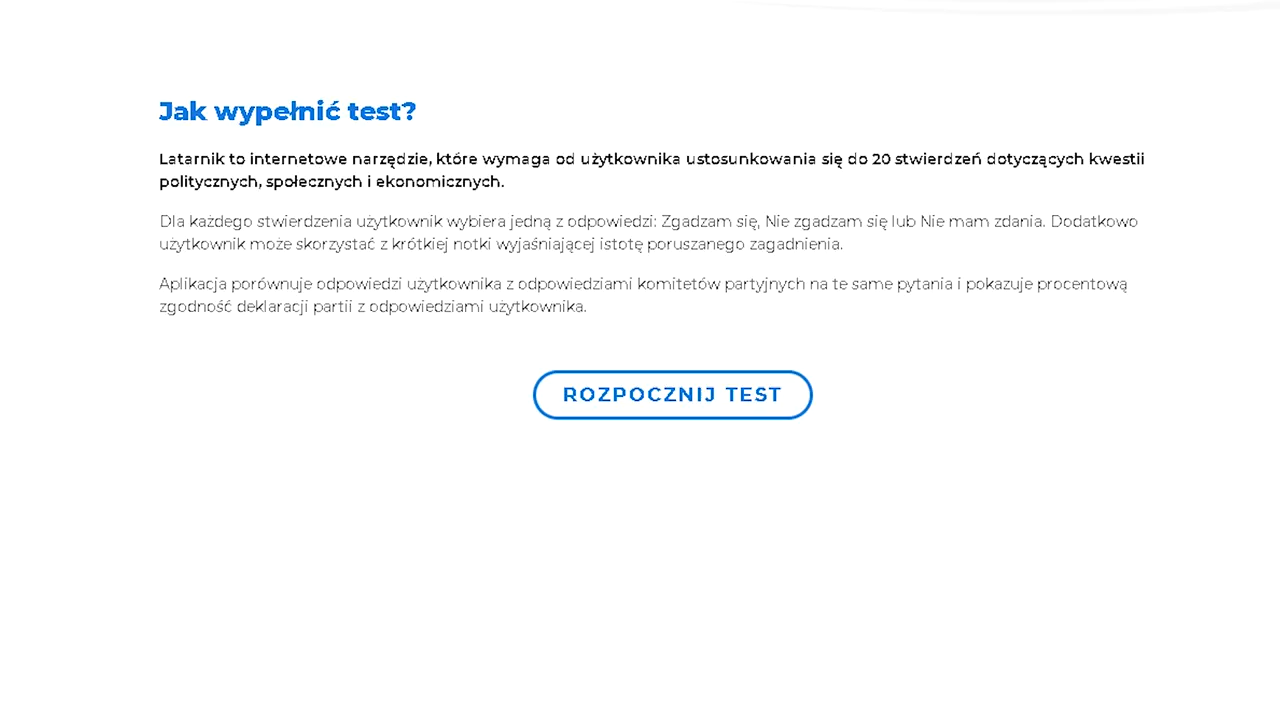 Jak wypełnić test?
Latarnik to internetowe narzędzie, które wymaga od użytkownika ustosunkowania się do 20 stwierdzeń dotyczących kwestii
politycznych, społecznych i ekonomicznych.
Dla każdego stwierdzenia użytkownik wybiera jedną z odpowiedzi: Zgadzam się, Nie zgadzam się lub Nie mam zdania. Dodatkowo
użytkownik może skorzystać z krótkiej notki wyjaśniającej istotę poruszanego zagadnienia.
Aplikacja porównuje odpowiedzi użytkownika z odpowiedziami komitetów partyjnych na te same pytania i pokazuje procentową
zgodność deklaracji partii z odpowiedziami użytkownika.
ROZPOCZNIJ TEST